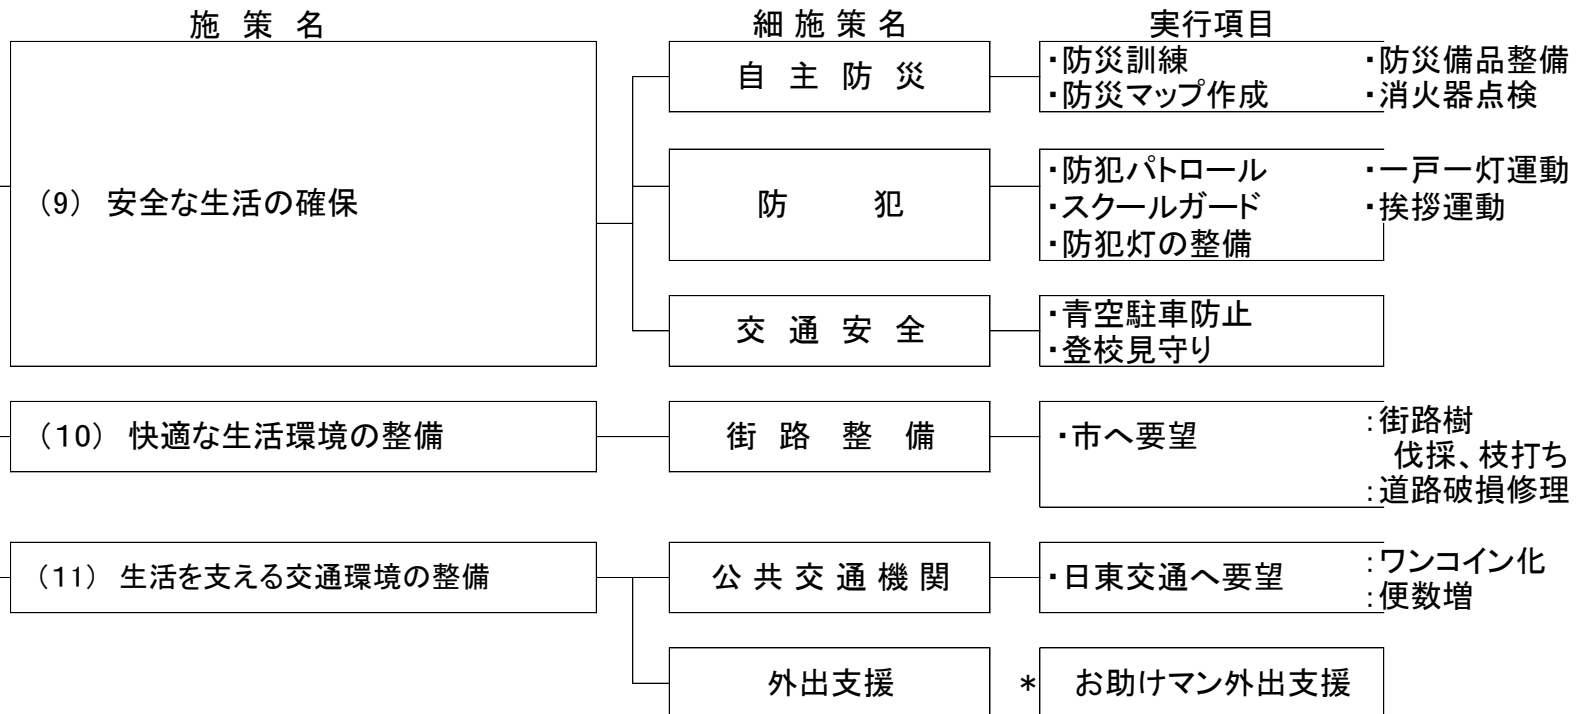 施策名 細施策名 実行項目
(9) 安全な生活の確保
自主防災
・防災訓練 ・防災備品整備
・防災マップ作成 ・消火器点検
防犯
・防犯パトロール ・一戸一灯運動
・スクールガード ・挨拶運動
・防犯灯の整備
交通安全
・青空駐車防止
・登校見守り
(10) 快適な生活環境の整備
街路整備
・市へ要望 :街路樹
伐採、枝打ち
:道路破損修理
(11) 生活を支える交通環境の整備
公共交通機関
・日東交通へ要望 :ワンコイン化
:便数増
外出支援
* お助けマン外出支援